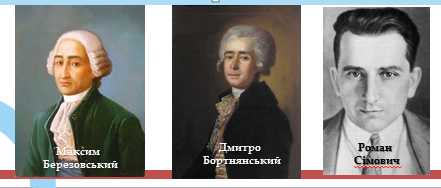 Максим
Березовський
Дмитро
Бортнянський
Роман
Сімович